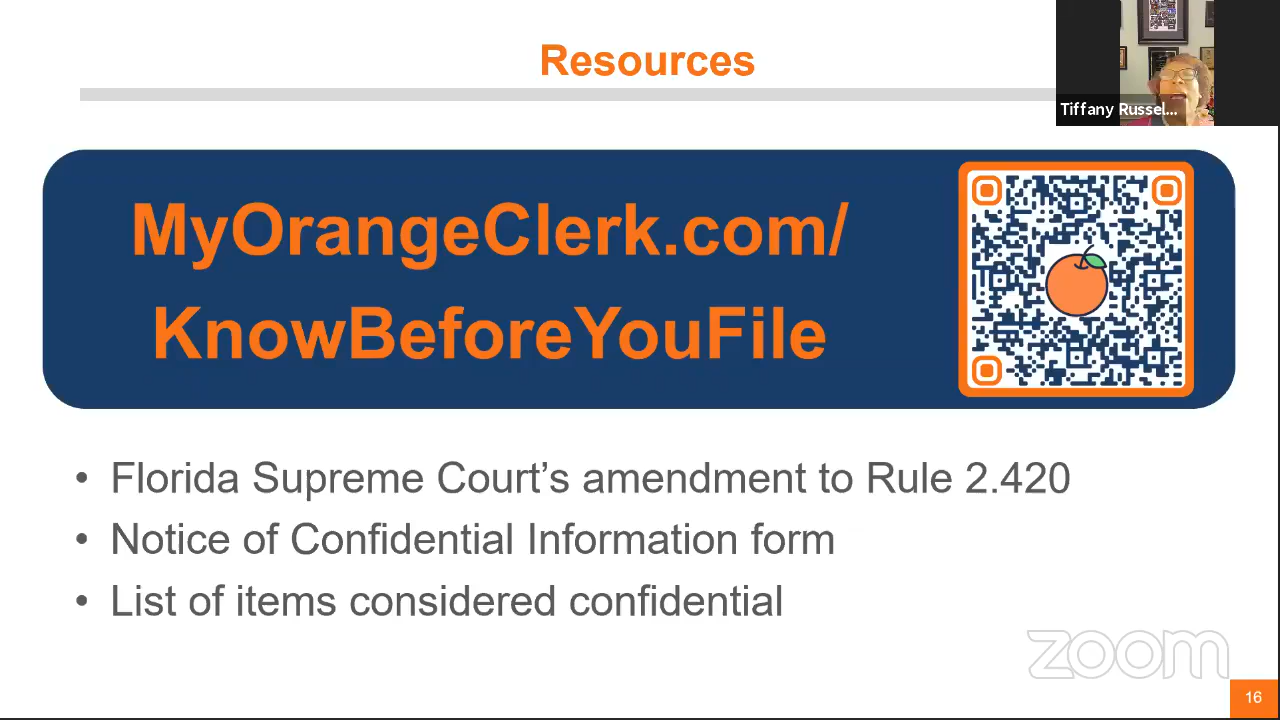 Resources
Tiffany Russel...
MyOrangeClerk.com/
KnowBeforeYouFile
• Florida Supreme Court’s amendment to Rule 2.420
• Notice of Confidential Information form
• List of items considered confidential
zoom
16